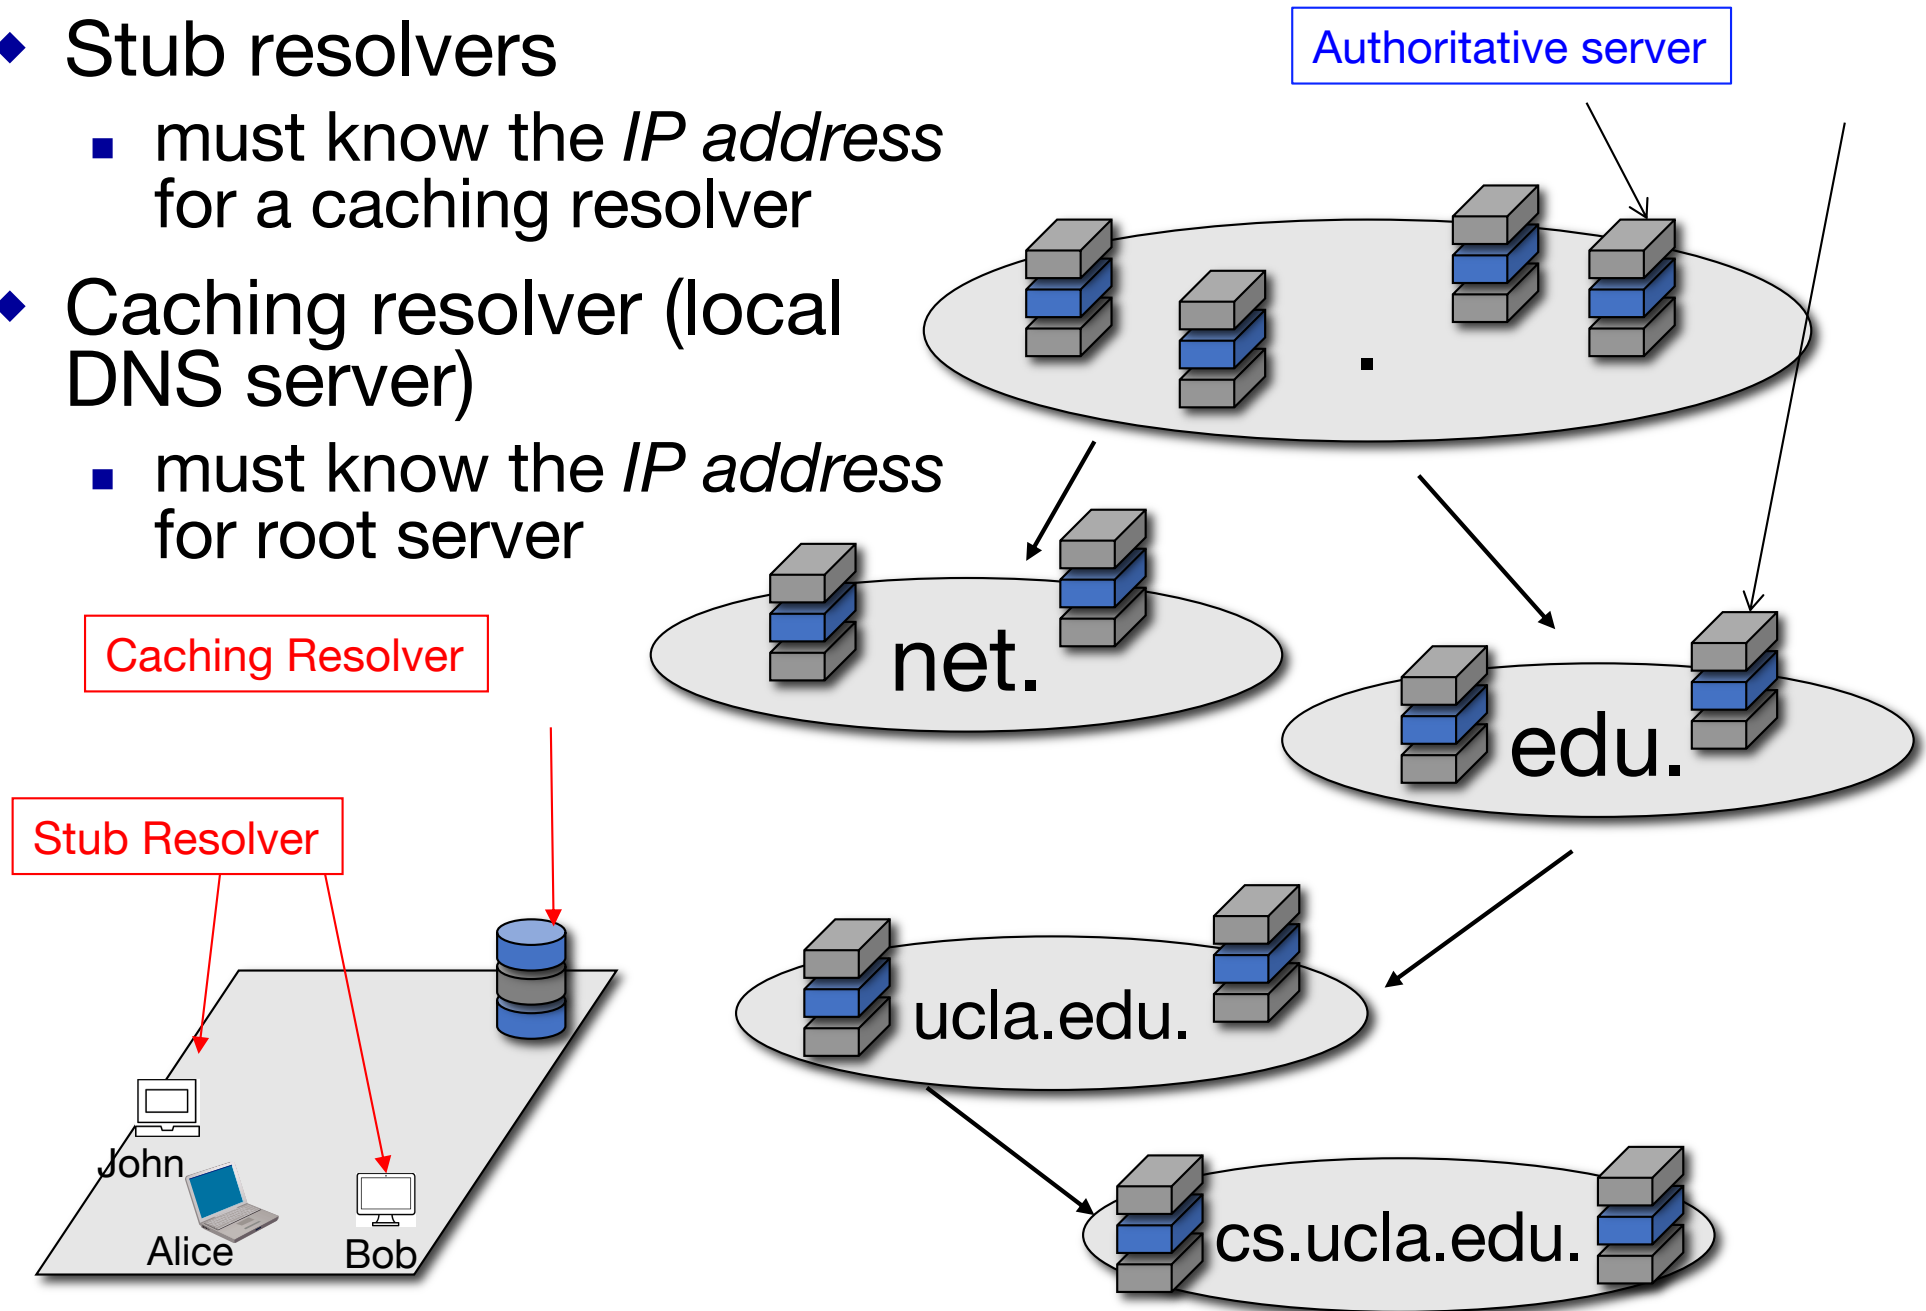 Stub resolvers
must know the IP address
for a caching resolver
Caching resolver (local
DNS server)
must know the IP address
for root server
Authoritative server
.
net.
edu.
ucla.edu.
cs.ucla.edu.
Caching Resolver
Stub Resolver
John
Alice
Bob